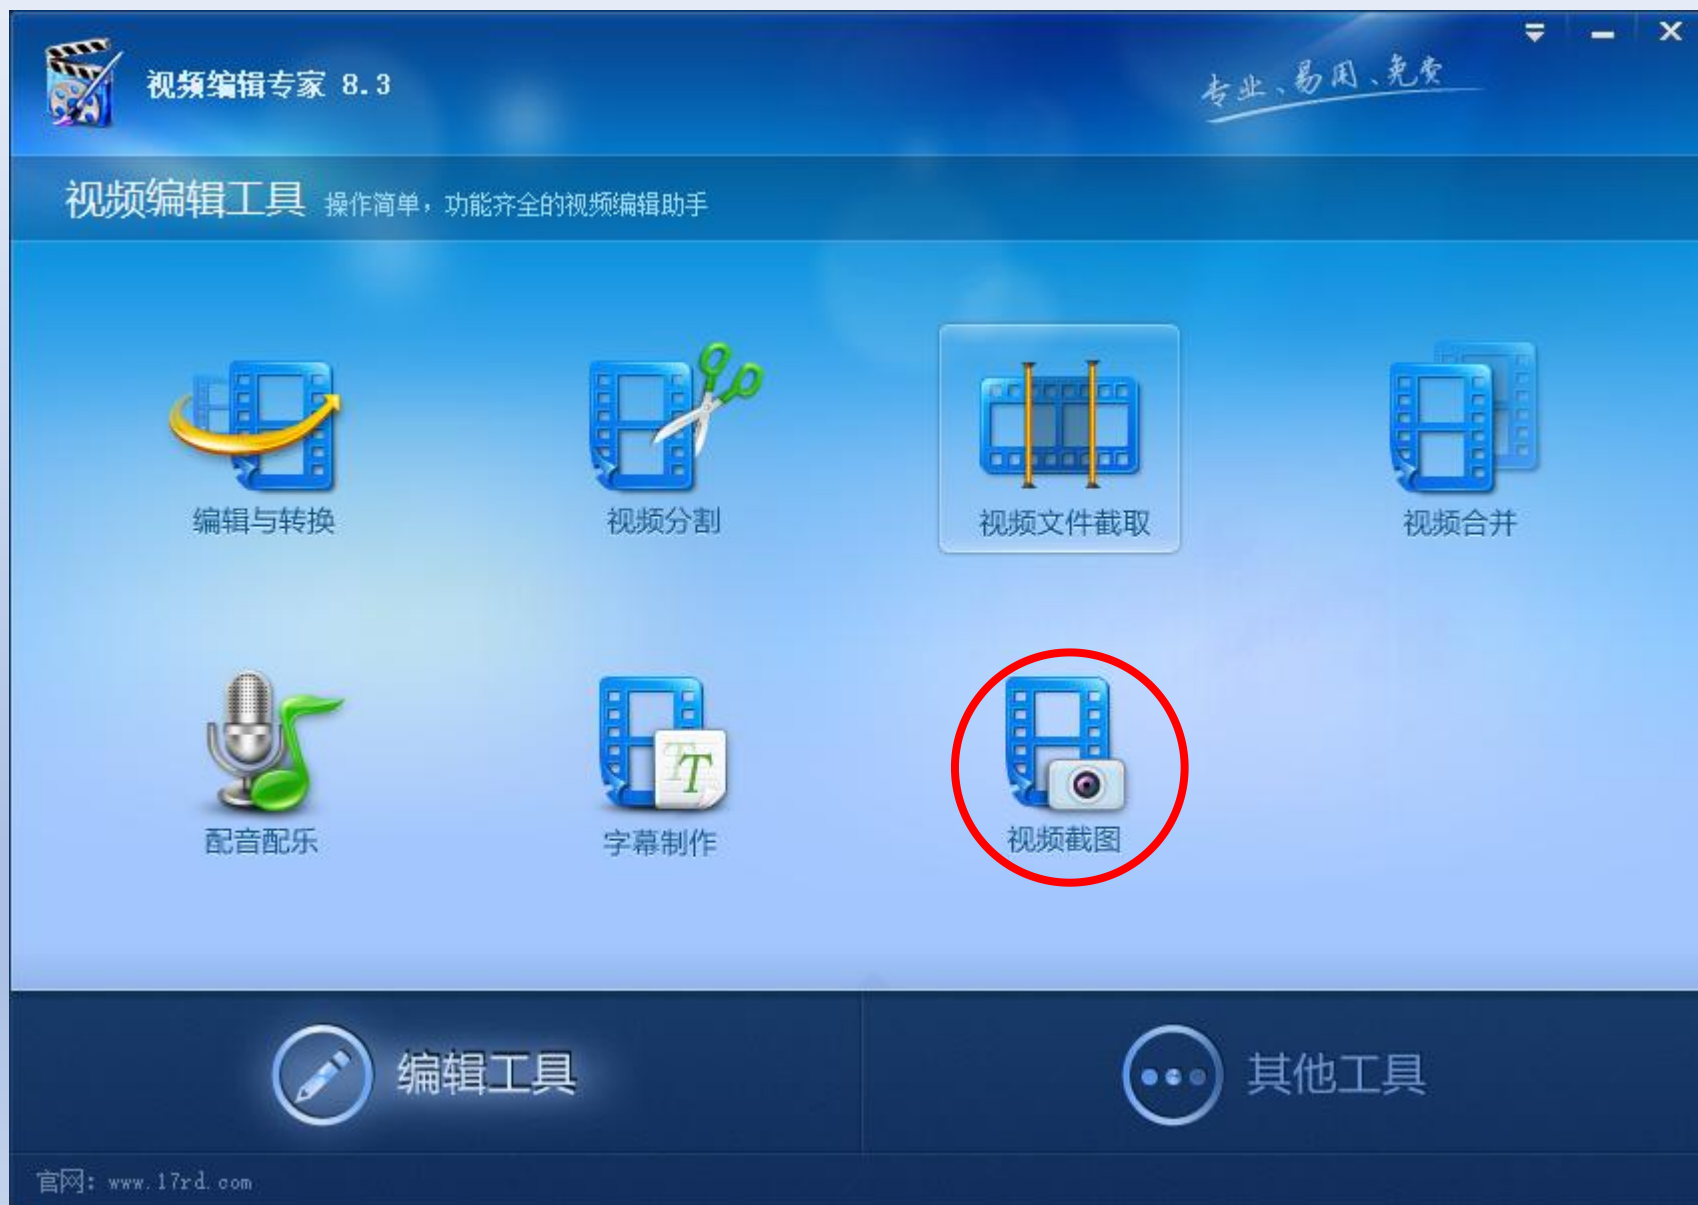 视频编辑专家 8.3
专业、易用、免费
视频编辑工具 操作简单，功能齐全的视频编辑助手
编辑与转换
视频分割
视频文件截取
视频合并
配音配乐
字幕制作
视频截图
T
编辑工具
其他工具
官网: www.17rd.com